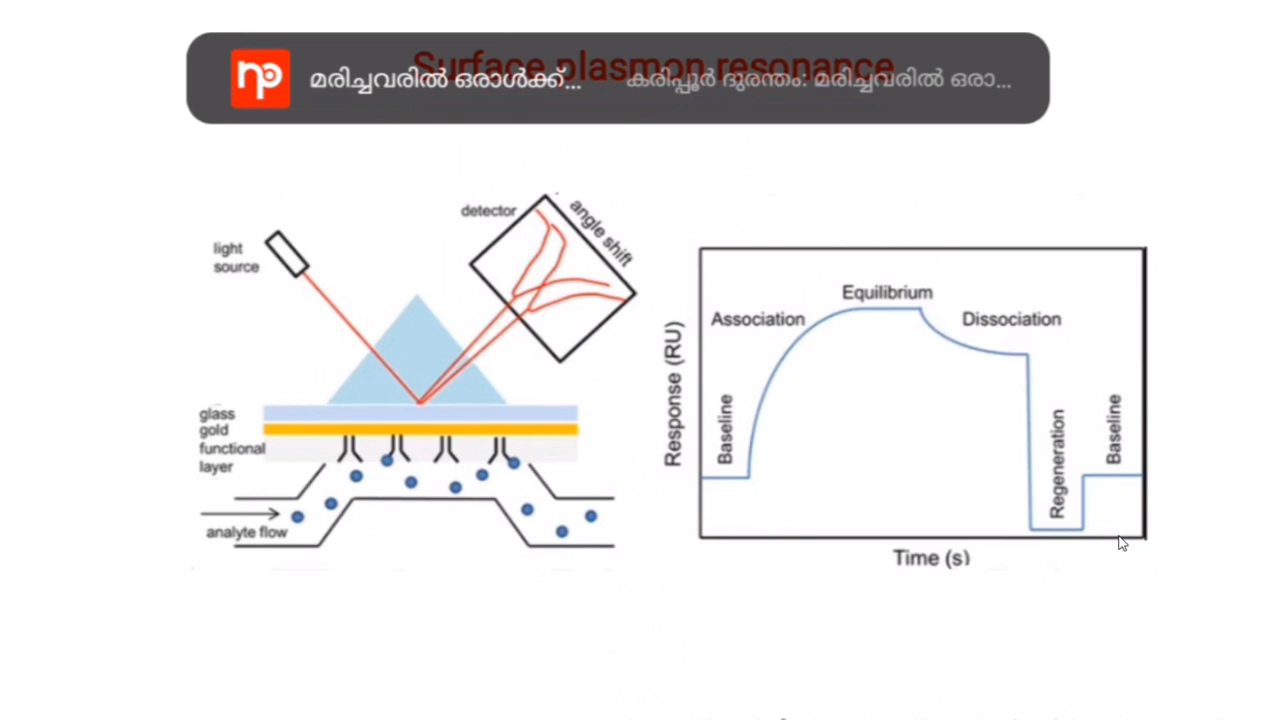 Surface plasmon resonance
np മരിച്ചവരിൽ ഒരാൾക്ക്... കരിപ്പൂർ ദുരന്തം: മരിച്ചവരിൽ ഒരാ...
detector
angle shift
light
source
glass
gold
functional
layer
analyte flow
Response (RU)
Baseline
Association
Equilibrium
Dissociation
Regeneration
Baseline
Time (s)